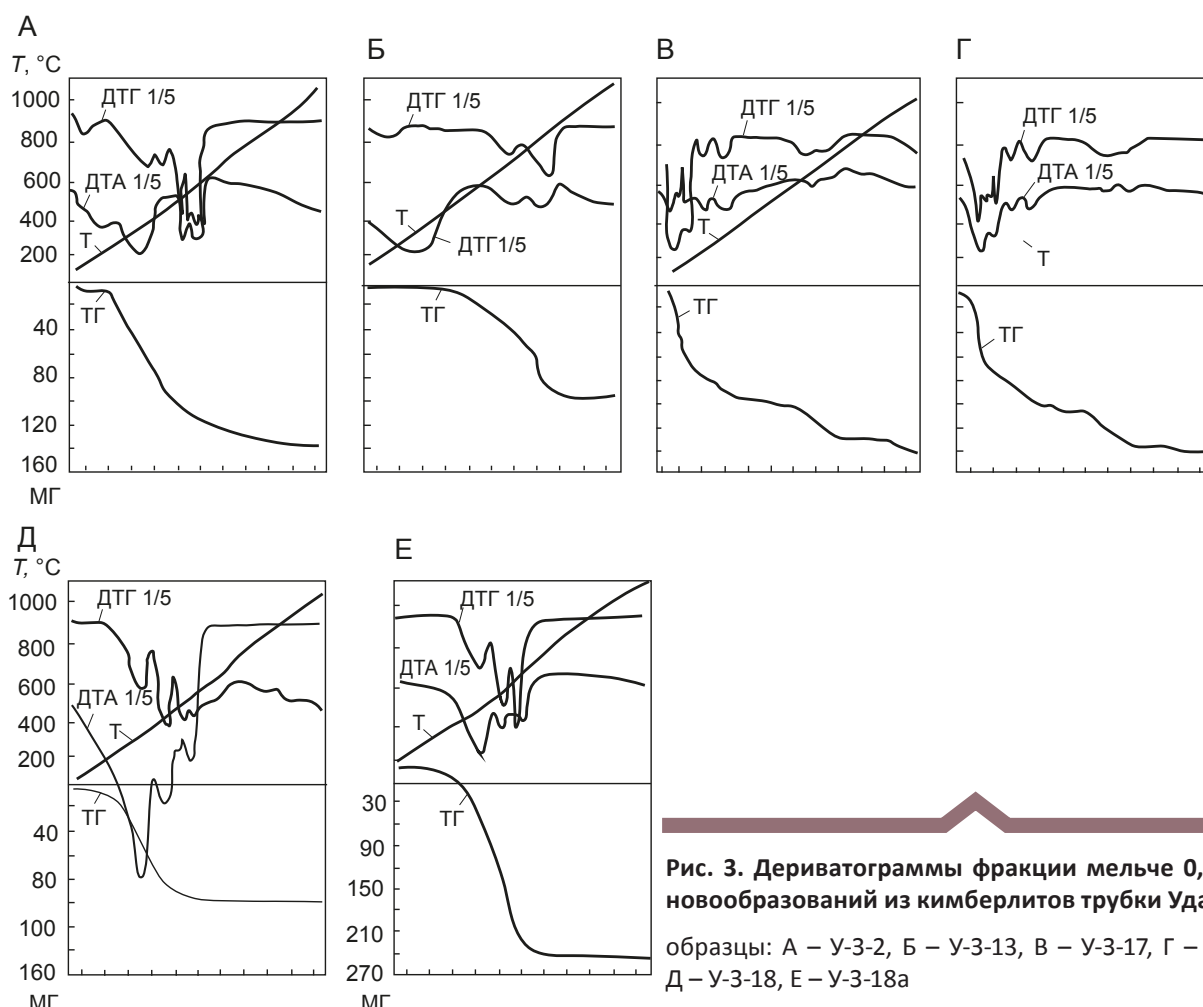 А
Т, °C
1000
800
600
400
200
40
80
120
160
МГ
ДТГ 1/5
ДТА 1/5
Т
ТГ
Б
ДТГ 1/5
Т
ДТГ1/5
ТГ
В
ДТГ 1/5
ДТА 1/5
Т
ТГ
Г
ДТГ 1/5
ДТА 1/5
Т
ТГ
Д
Т, °C
1000
800
600
400
200
40
80
100
160
МГ
ДТГ 1/5
ДТА 1/5
Т
ТГ
Е
ДТГ 1/5
ДТА 1/5
Т
ТГ
30
90
150
210
270
МГ
Рис. 3. Дериватограммы фракции мельче 0,
новообразований из кимберлитов трубки Уда
образцы: А – У-3-2, Б – У-3-13, В – У-3-17, Г –
Д – У-3-18, Е – У-3-18а